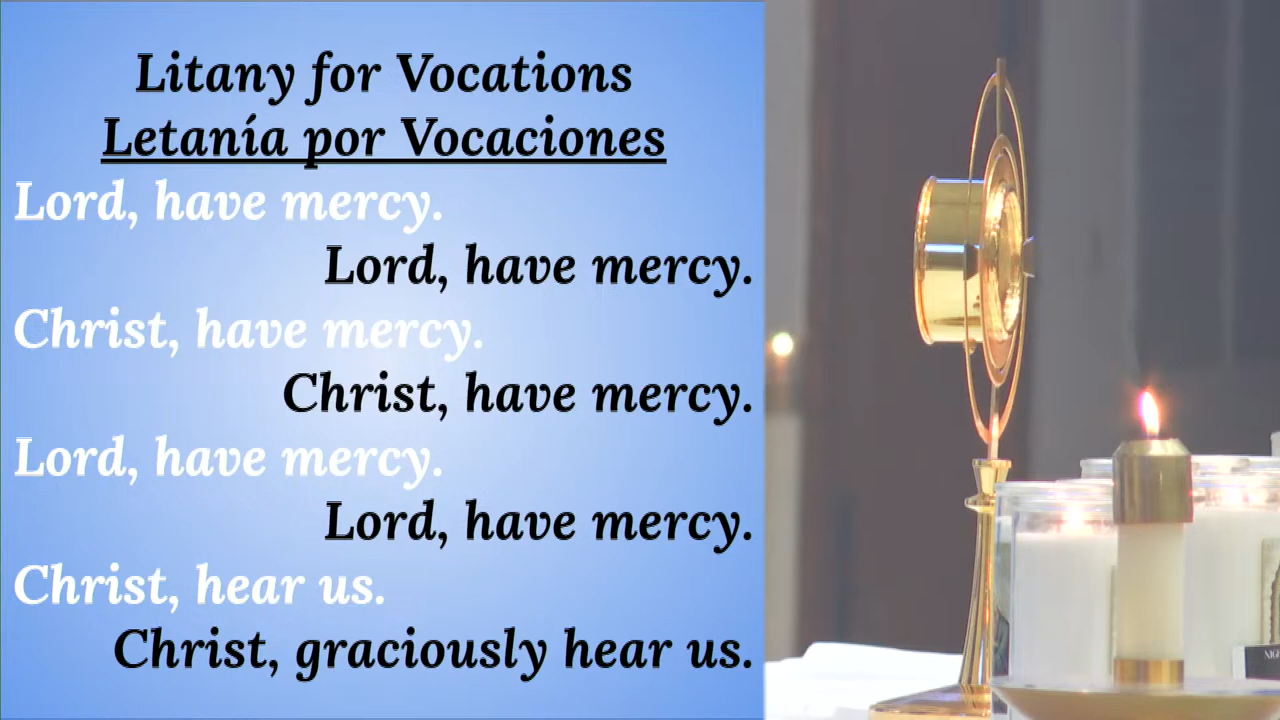 Litany for Vocations
Letanía por Vocaciones
Lord, have mercy.
Lord, have mercy.
Christ, have mercy.
Christ, have mercy.
Lord, have mercy.
Lord, have mercy.
Christ, hear us.
Christ, graciously hear us.